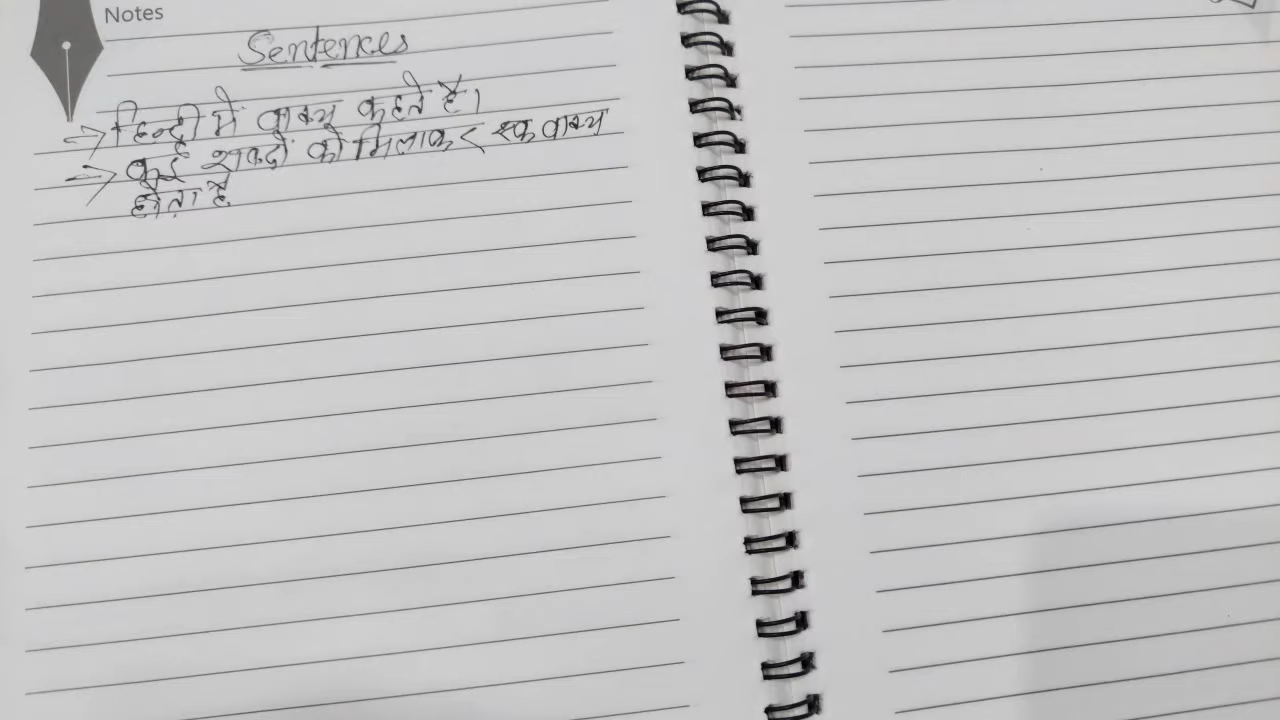 Notes
Sentences
→ हिन्दी में वाक्य कहते हैं।
→ कई शब्दों को मिलाकर एक वाक्य
होता है